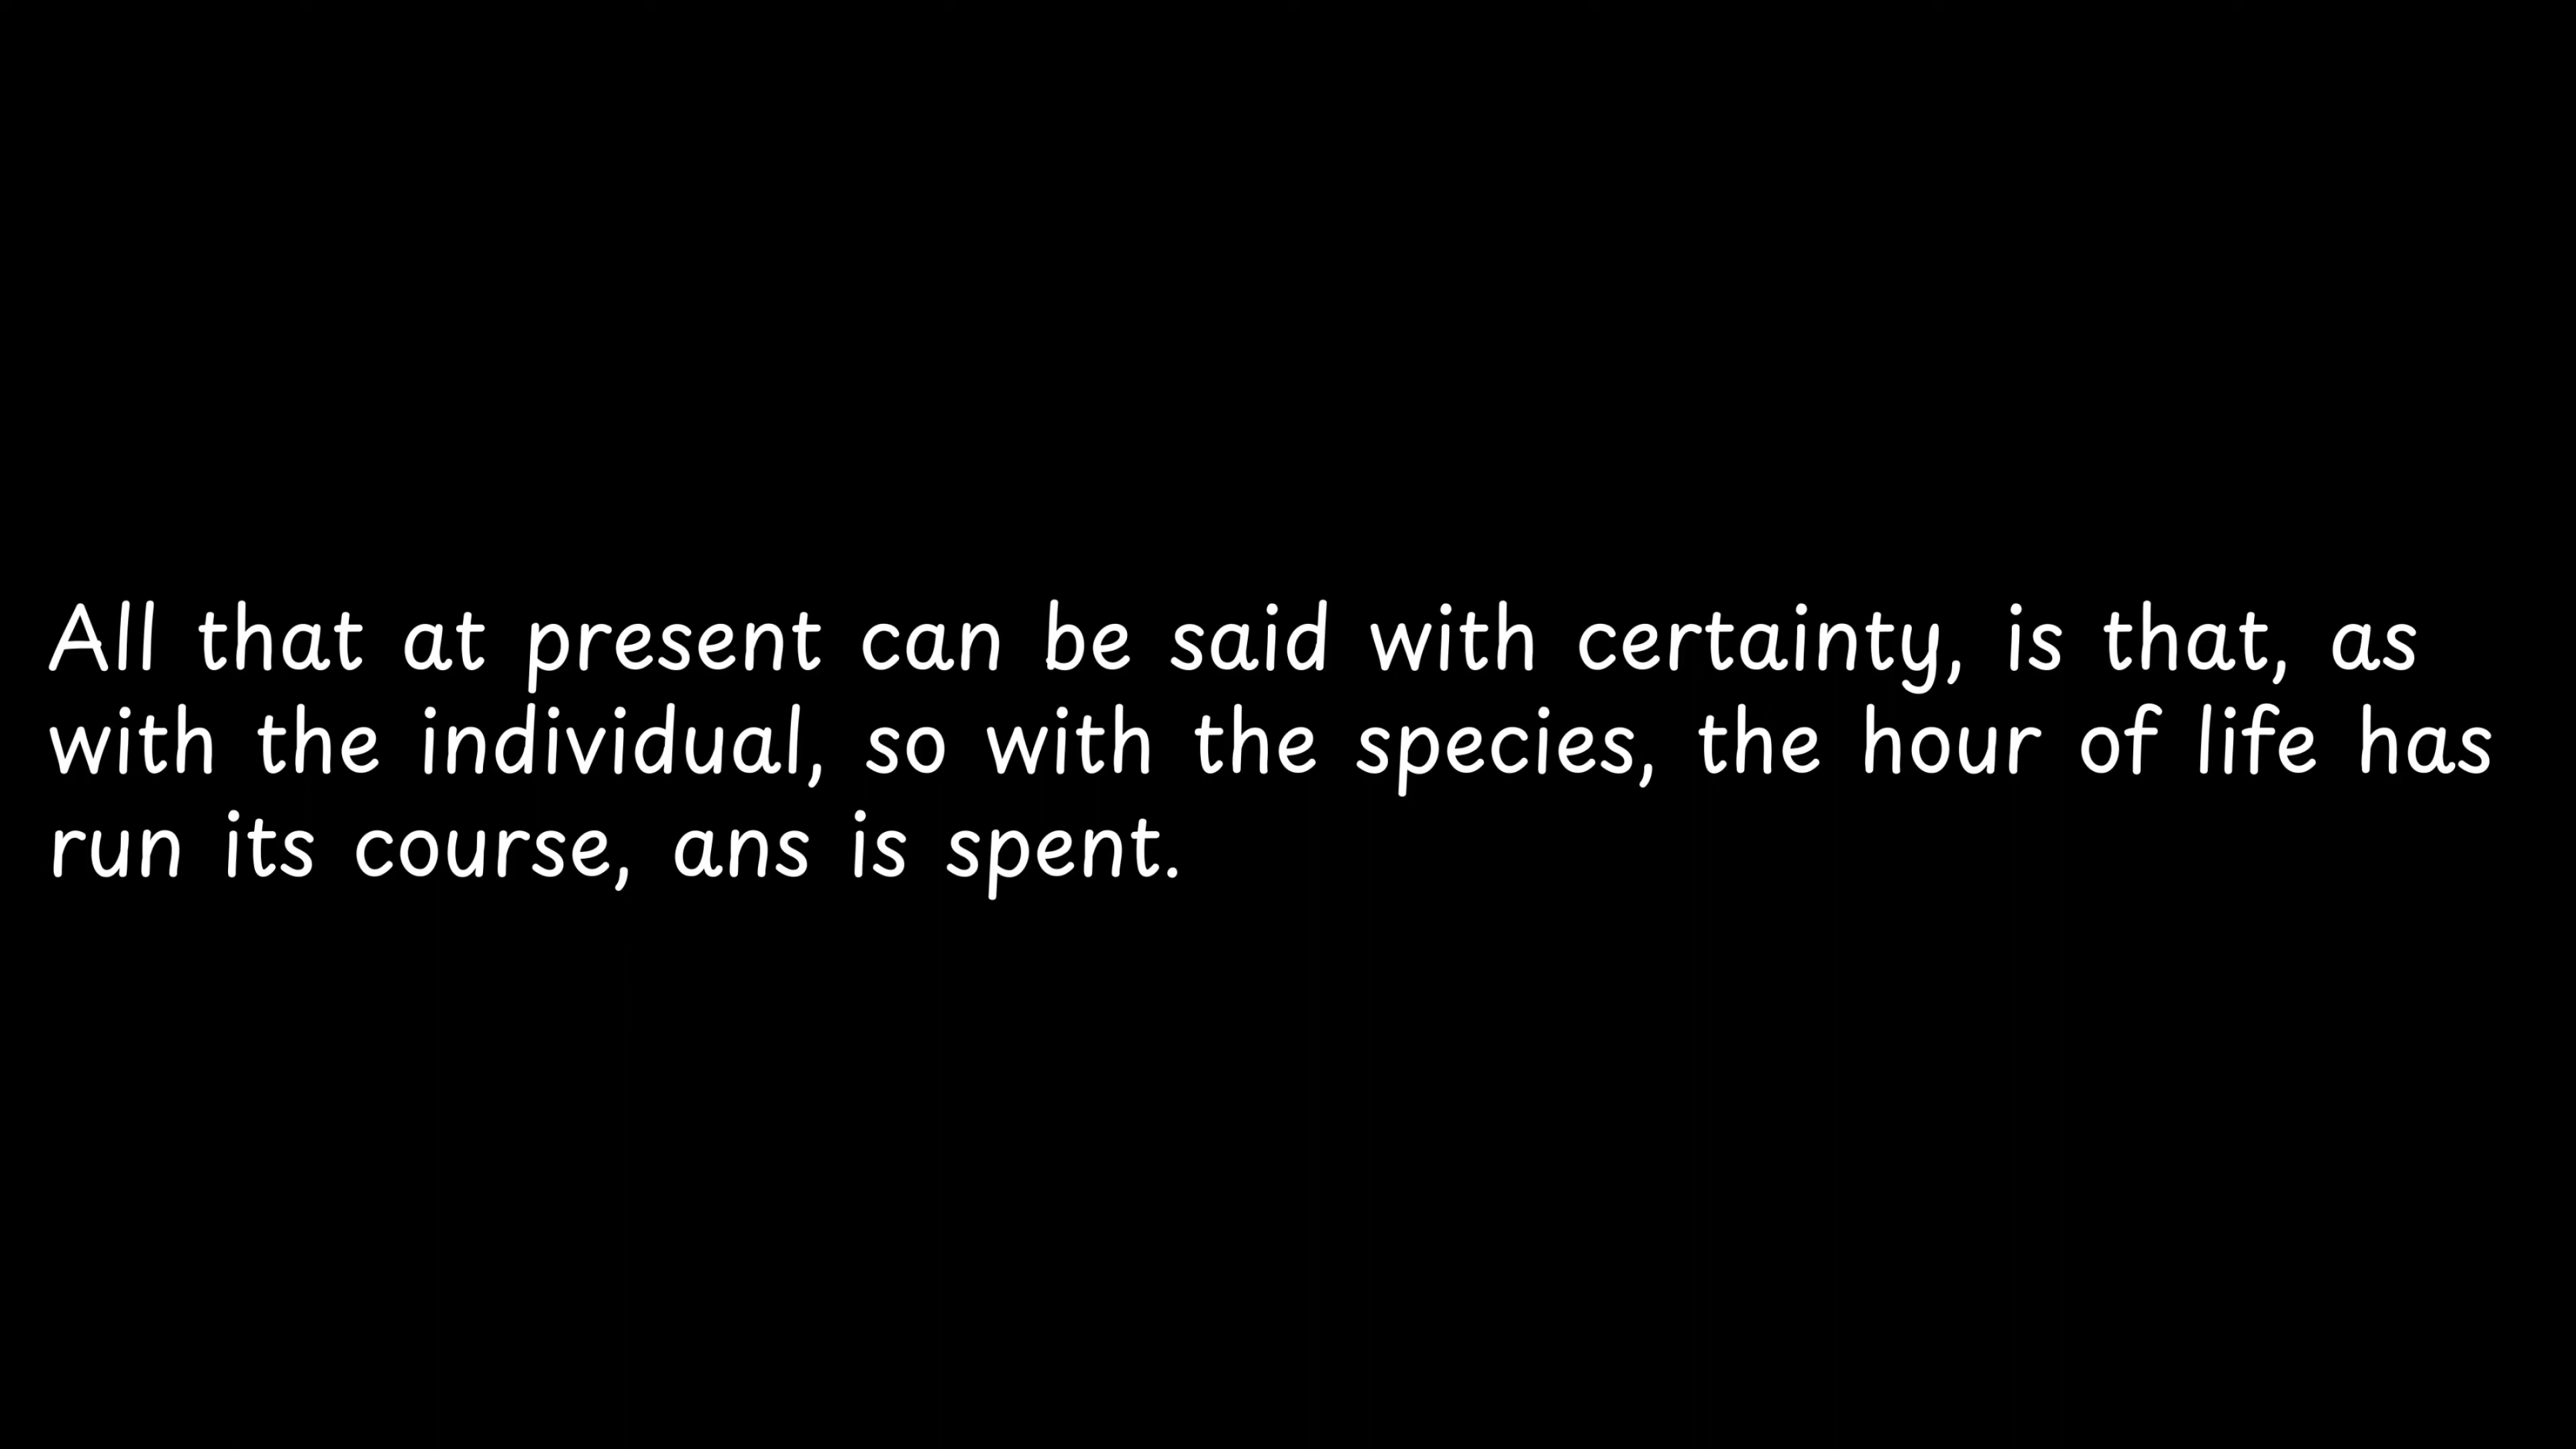 All that at present can be said with certainty, is that, as
with the individual, so with the species, the hour of life has
run its course, ans is spent.